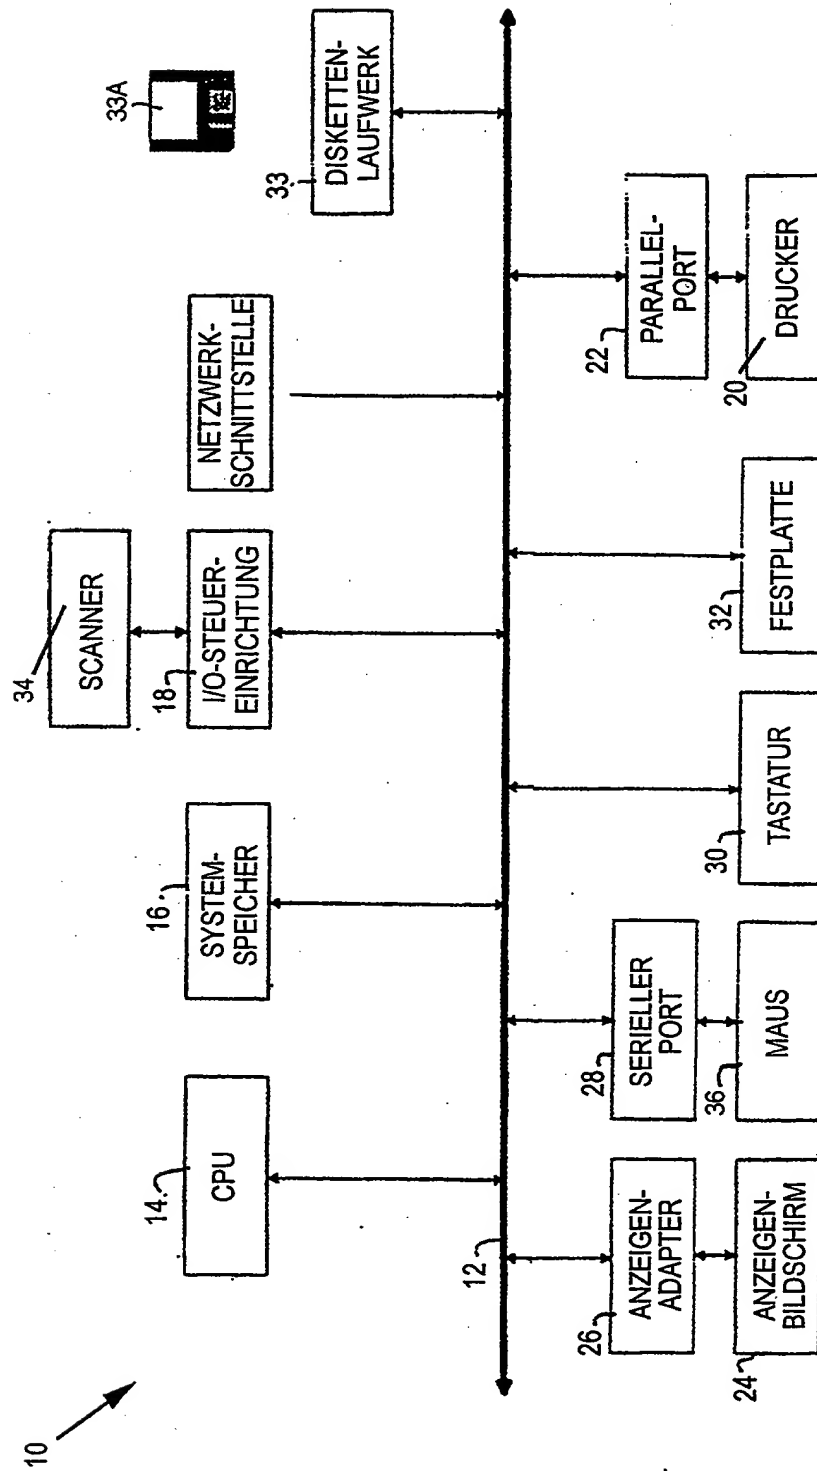 10
34
SCANNER
33A
14
CPU
16
SYSTEM-
SPEICHER
18
I/O-STEUER-
EINRICHTUNG
NETZWERK-
SCHNITTSTELLE
33
DISKETTEN-
LAUFWERK
12
26
ANZEIGEN-
ADAPTER
28
SERIELLER
PORT
22
PARALLEL-
PORT
24
ANZEIGEN-
BILDSCHIRM
36
MAUS
30
TASTATUR
32
FESTPLATTE
20
DRUCKER